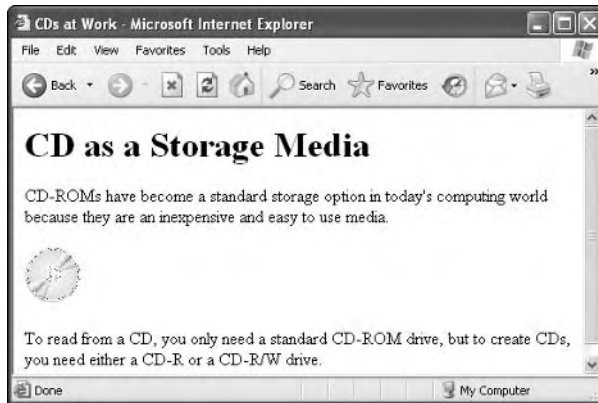 CDs at Work - Microsoft Internet Explorer
File Edit View Favorites Tools Help
Back Search Favorites »
CD as a Storage Media
CD-ROMs have become a standard storage option in today's computing world
because they are an inexpensive and easy to use media.
To read from a CD, you only need a standard CD-ROM drive, but to create CDs,
you need either a CD-R or a CD-R/W drive.
Done My Computer